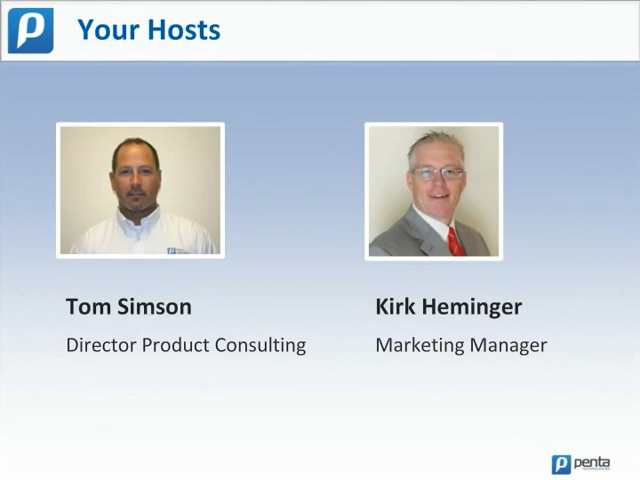 Your Hosts
Tom Simson
Kirk Heminger
Director Product Consulting
Marketing Manager
penta